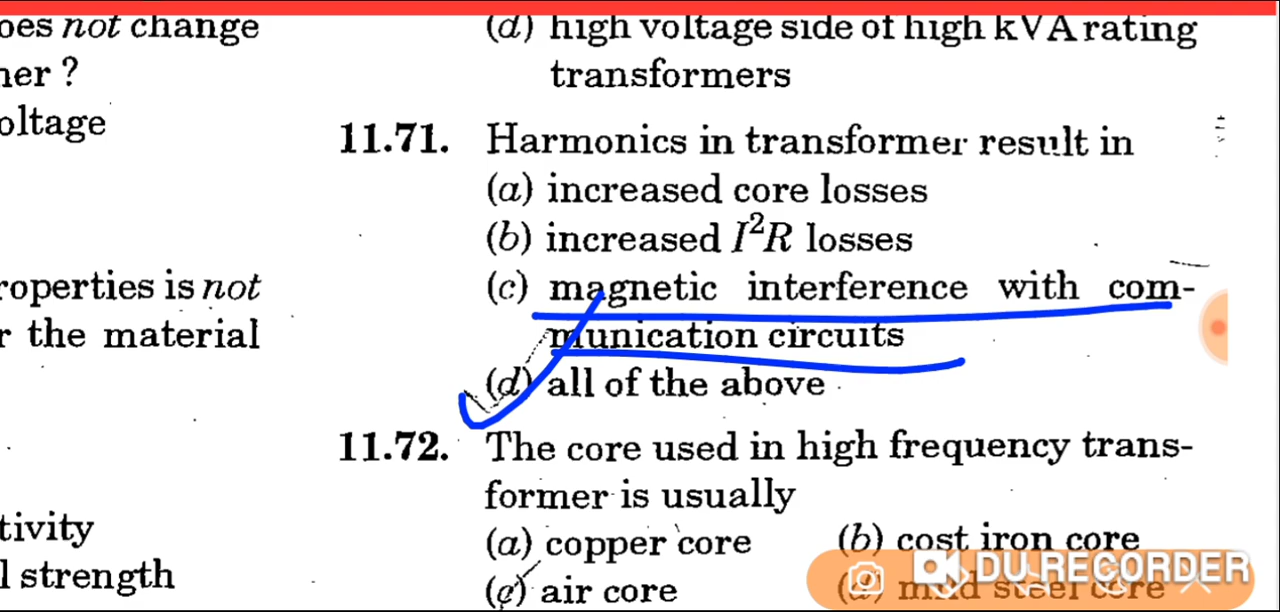 oes not change
ner ?
oltage
roperties is not
r the material
tivity
l strength
(d) high voltage side of high kVA rating
transformers
11.71. Harmonics in transformer result in
(a) increased core losses
(b) increased I²R losses
(c) magnetic interference with com-
munication circuits
(d) all of the above
11.72. The core used in high frequency trans-
former is usually
(a) copper core (b) cost iron core
(c) air core (d) mild steel core
DU RECORDER